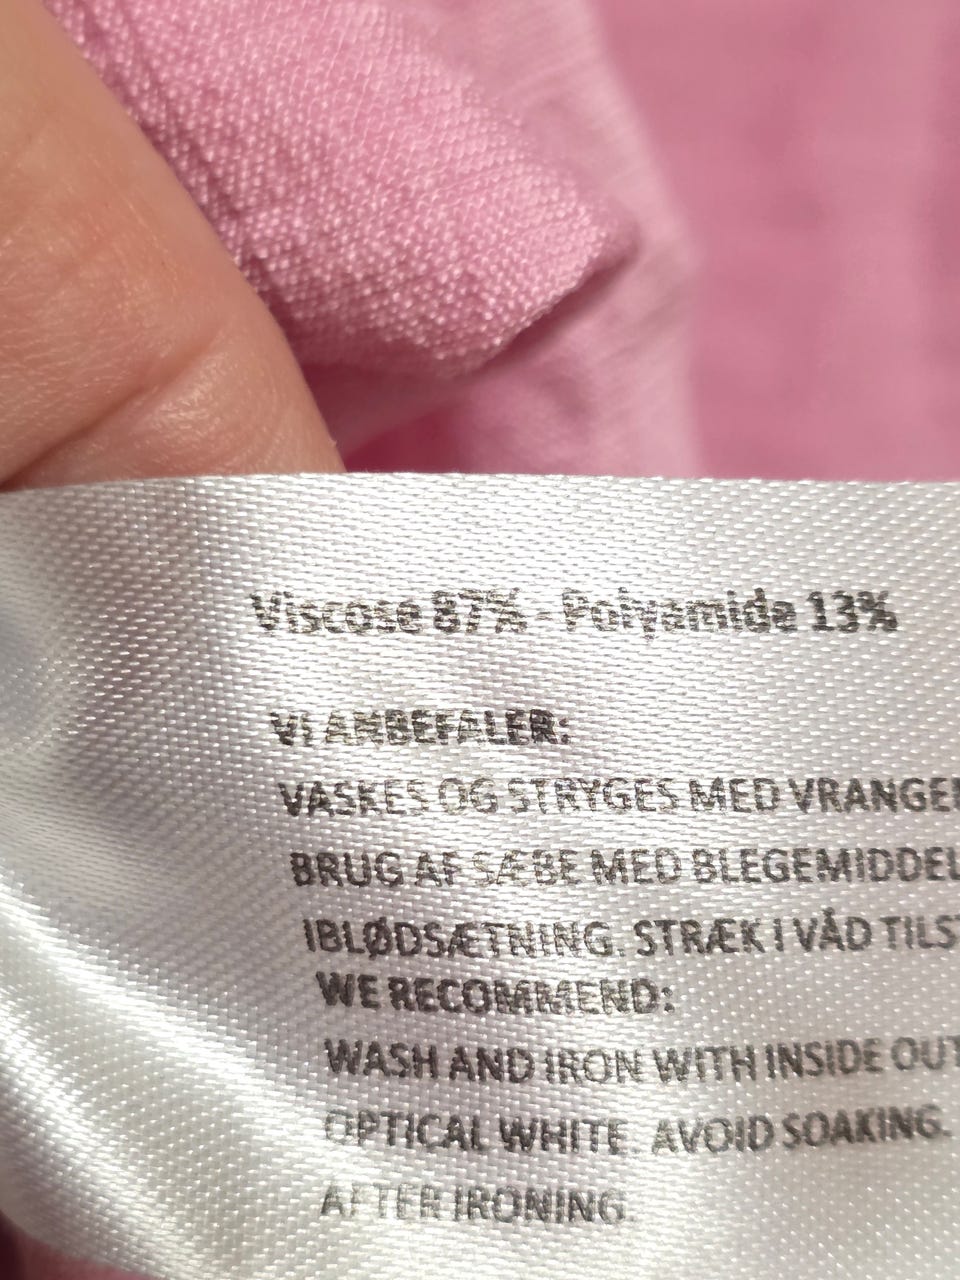 Viscose 87% - Polyamide 13%
VI ANBEFALER:
VASKES OG STRYGES MED VRANGEN
BRUG AF SÆBE MED BLEGEMIDDEL
IBLØDSÆTNING. STRÆK I VÅD TILST
WE RECOMMEND:
WASH AND IRON WITH INSIDE OUT
OPTICAL WHITE. AVOID SOAKING.
AFTER IRONING.